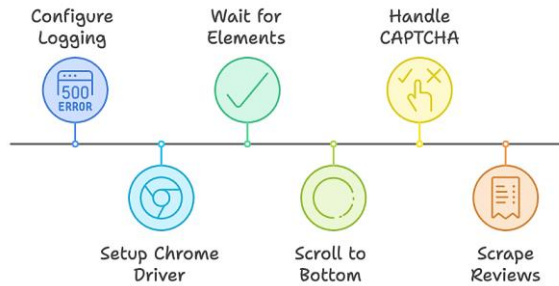 Configure
Logging
Wait for
Elements
Handle
CAPTCHA
500
ERROR
Setup Chrome
Driver
Scroll to
Bottom
Scrape
Reviews